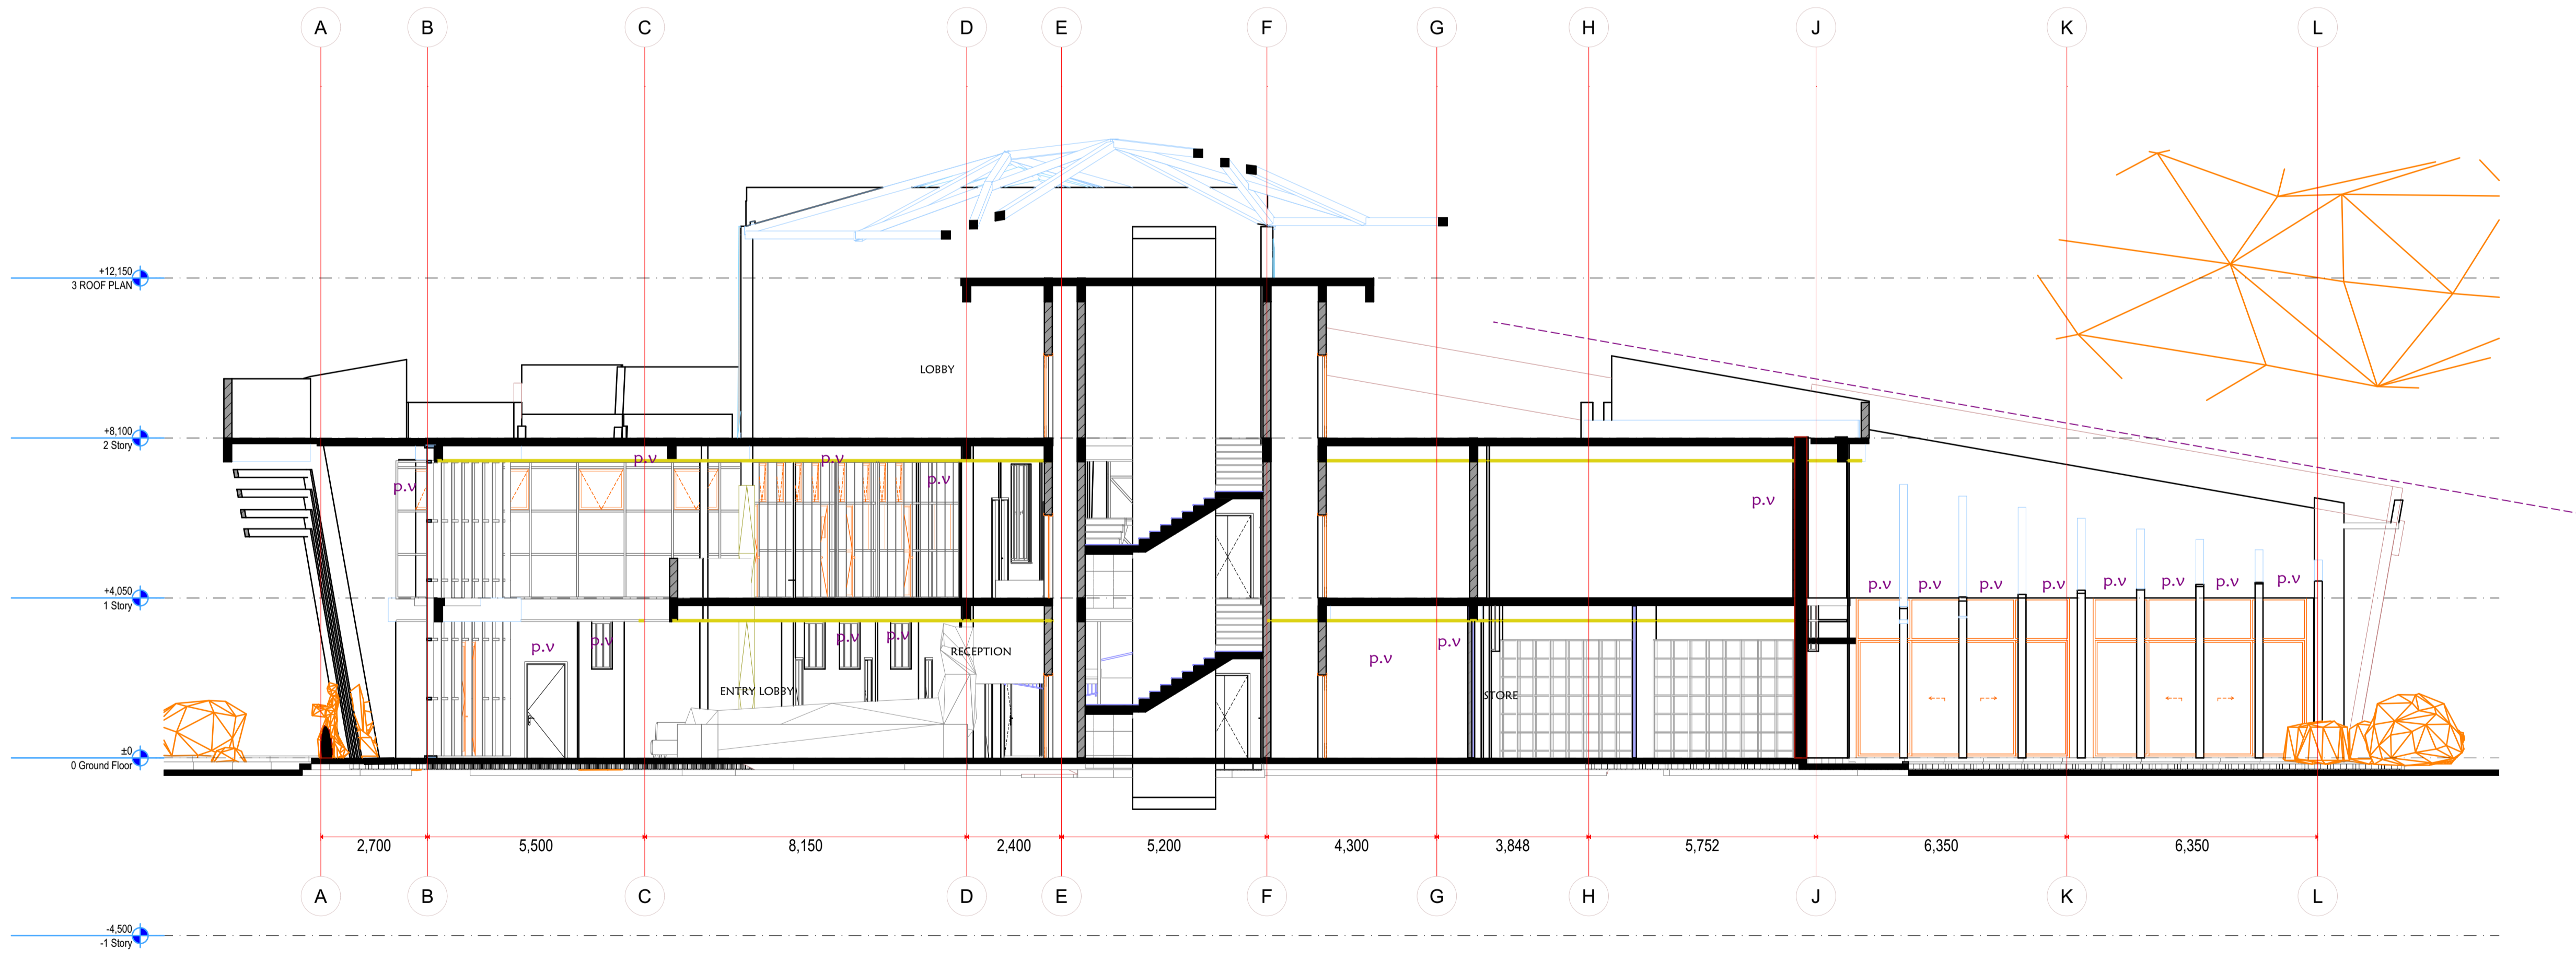 A B C D E F G H J K L
+12,150
3 ROOF PLAN
LOBBY
+8,100
2 Story
p.v p.v
p.v p.v
p.v
+4,050
1 Story
p.v p.v p.v p.v p.v p.v p.v p.v
p.v p.v p.v p.v p.v
p.v
RECEPTION
ENTRY LOBBY
STORE
±0
0 Ground Floor
2,700 5,500 8,150 2,400 5,200 4,300 3,848 5,752 6,350 6,350
A B C D E F G H J K L
-4,500
-1 Story